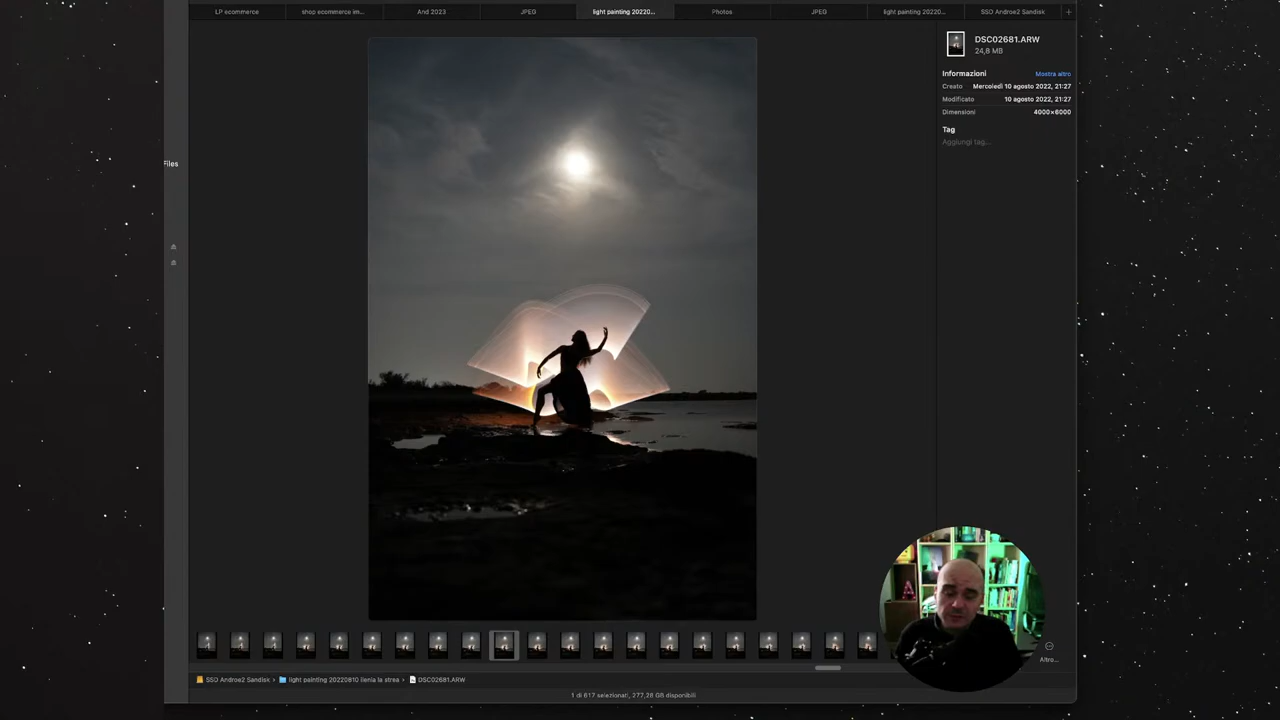 LP ecommerce
shop ecommerce im...
And 2023
JPEG
light painting 20220...
Photos
JPEG
light painting 20220...
SSO Androe2 Sandisk
+
DSC02681.ARW
24,8 MB
Informazioni
Mostra altro
Creato
Mercoledì 10 agosto 2022, 21:27
Modificato
10 agosto 2022, 21:27
Dimensioni
4000×6000
Tag
Aggiungi tag...
Files
Altro...
SSO Androe2 Sandisk › light painting 20220810 ilenia la strea › DSC02681.ARW
1 di 617 selezionati, 277,28 GB disponibili